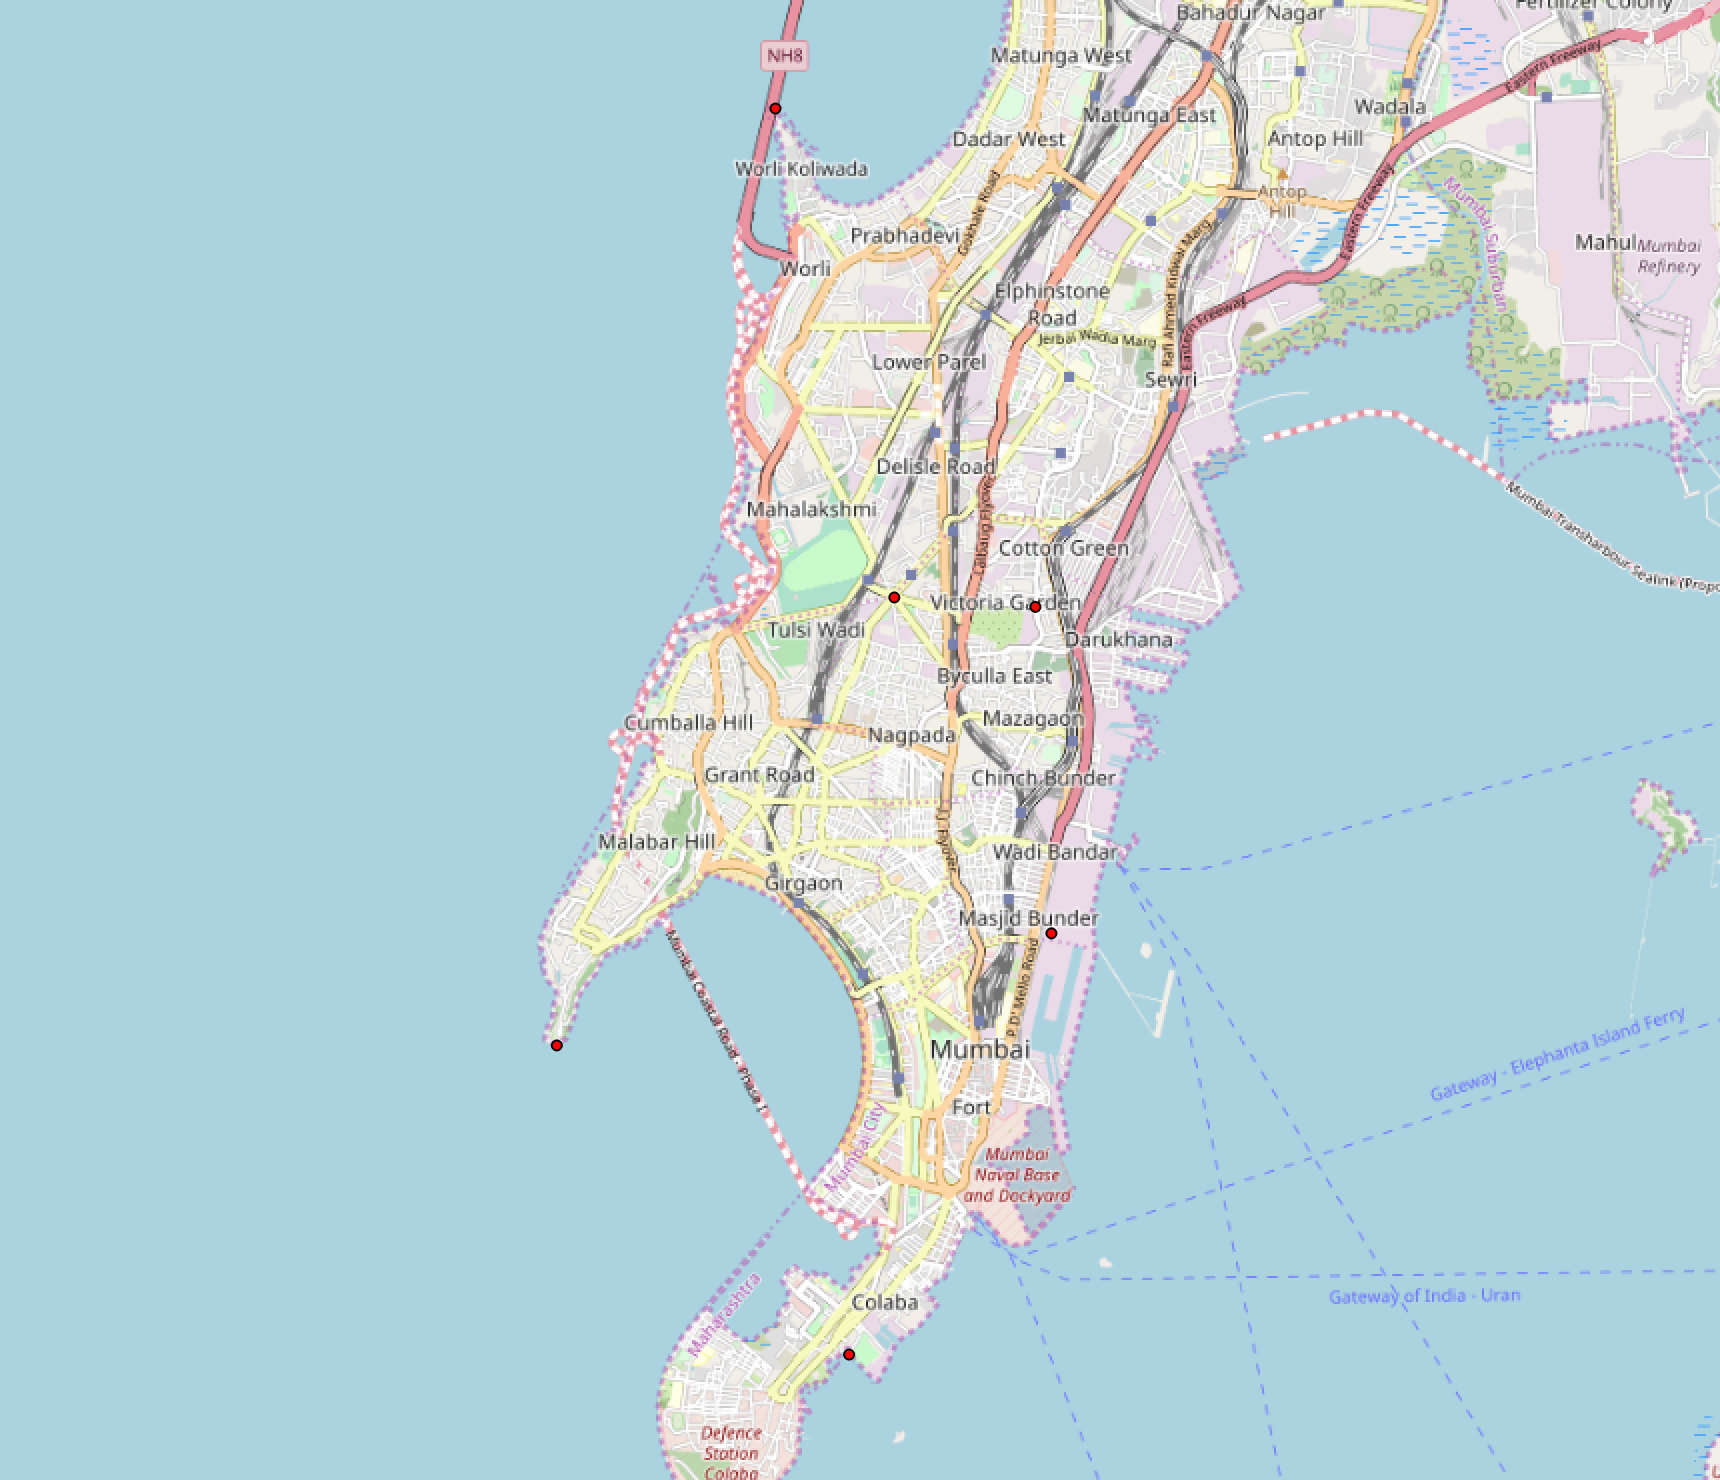 Bahadur Nagar
Fertilizer Colony
NH8
Matunga West
Eastern Freeway
Matunga East
Wadala
Dadar West
Antop Hill
Worli Koliwada
Antop
Hill
Gokhale Road
Rafi Ahmed Kidwai Marg
Eastern Freeway
Mumbai Suburban
Prabhadevi
Mahul
Mumbai
Refinery
Worli
Elphinstone
Road
Eastern Freeway
Jerbai Wadia Marg
Lower Parel
Sewri
Delisle Road
Mumbai Transharbour Sealink (Propo
Mahalakshmi
Lalbaug Flyover
Cotton Green
Victoria Garden
Tulsi Wadi
Darukhana
Byculla East
Cumballa Hill
Mazagaon
Nagpada
Grant Road
Chinch Bunder
Malabar Hill
JJ Flyover
Wadi Bandar
Girgaon
Masjid Bunder
Mumbai Coastal Road - Phase 1
P D' Mello Road
Mumbai
Gateway - Elephanta Island Ferry
Fort
Mumbai City
Mumbai
Naval Base
and Dockyard
Maharashtra
Colaba
Gateway of India - Uran
Defence
Station
Colaba